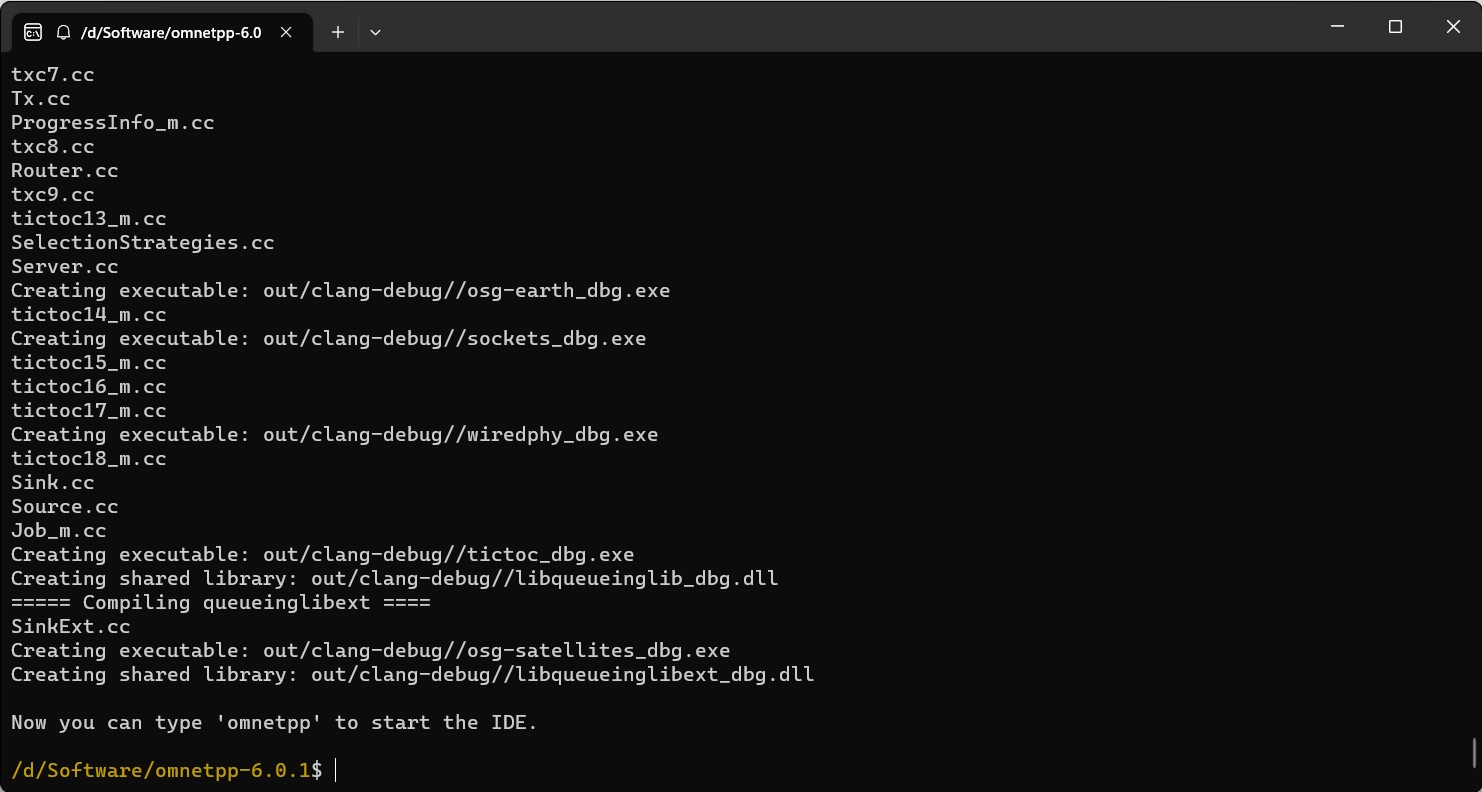 /d/Software/omnetpp-6.0
txc7.cc
Tx.cc
ProgressInfo_m.cc
txc8.cc
Router.cc
txc9.cc
tictoc13_m.cc
SelectionStrategies.cc
Server.cc
Creating executable: out/clang-debug//osg-earth_dbg.exe
tictoc14_m.cc
Creating executable: out/clang-debug//sockets_dbg.exe
tictoc15_m.cc
tictoc16_m.cc
tictoc17_m.cc
Creating executable: out/clang-debug//wiredphy_dbg.exe
tictoc18_m.cc
Sink.cc
Source.cc
Job_m.cc
Creating executable: out/clang-debug//tictoc_dbg.exe
Creating shared library: out/clang-debug//libqueueinglib_dbg.dll
===== Compiling queueinglibext ====
SinkExt.cc
Creating executable: out/clang-debug//osg-satellites_dbg.exe
Creating shared library: out/clang-debug//libqueueinglibext_dbg.dll
Now you can type 'omnetpp' to start the IDE.
/d/Software/omnetpp-6.0.1$